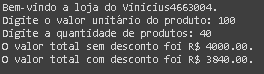 Bem-vindo a loja do Vinícius4663004.
Digite o valor unitário do produto: 100
Digite a quantidade de produtos: 40
O valor total sem desconto foi R$ 4000.00.
O valor total com desconto foi R$ 3840.00.